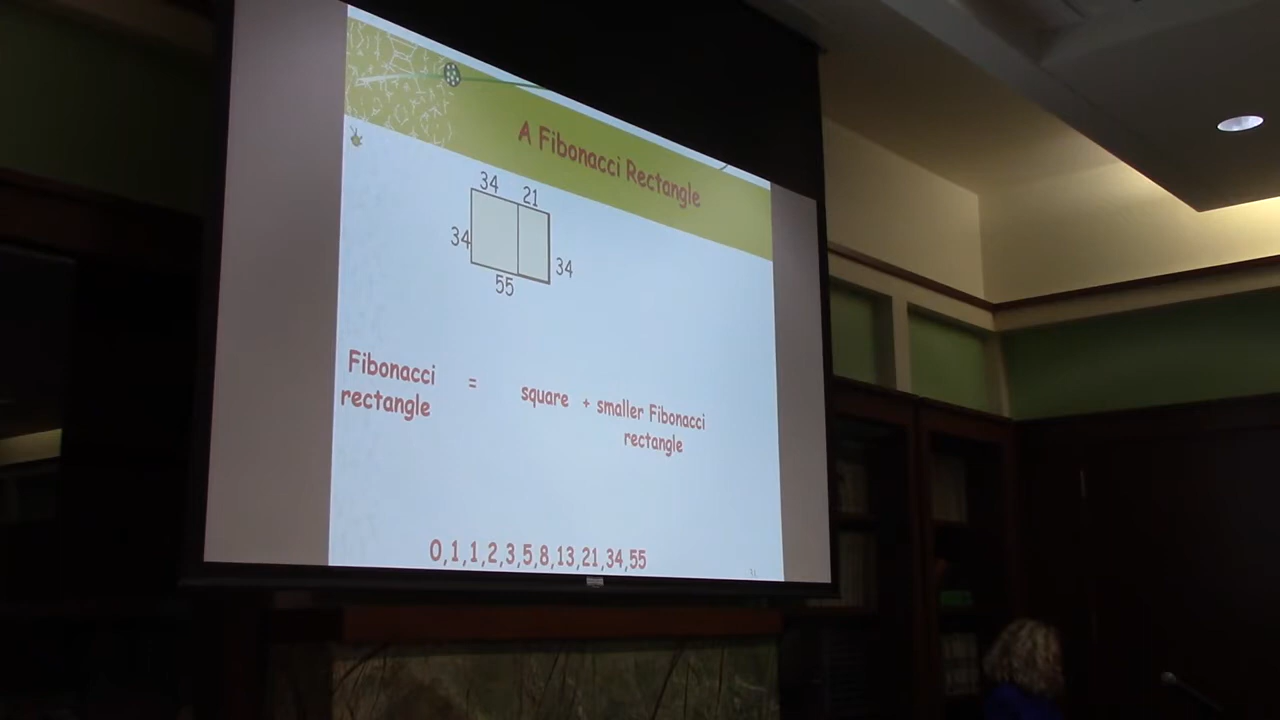 A Fibonacci Rectangle
34 21
34
34
55
Fibonacci rectangle = square + smaller Fibonacci rectangle
0,1,1,2,3,5,8,13,21,34,55